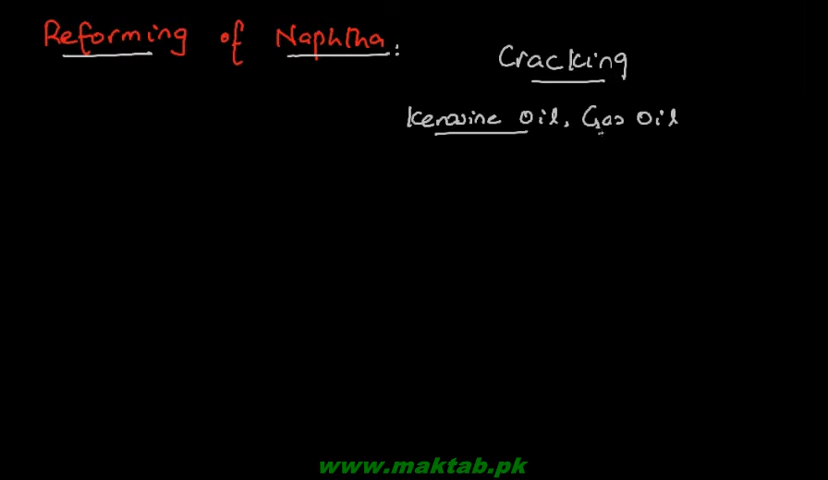 Reforming of Naphtha:
Cracking
Kerosine Oil, Gas Oil
www.maktab.pk